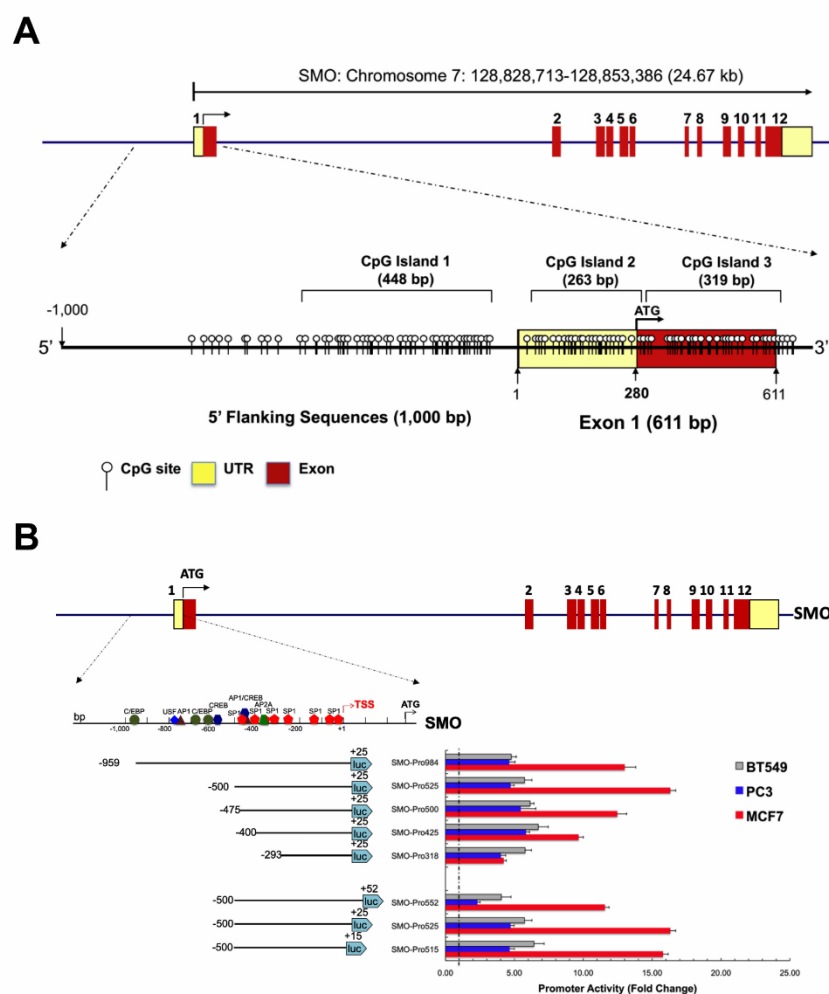 A
SMO: Chromosome 7: 128,828,713-128,853,386 (24.67 kb)
1 2 3 4 5 6 7 8 9 10 11 12
CpG Island 1 CpG Island 2 CpG Island 3
(448 bp) (263 bp) (319 bp)
-1,000 ATG
5’ 3’
1 280 611
5’ Flanking Sequences (1,000 bp) Exon 1 (611 bp)
CpG site UTR Exon
B
ATG
1 2 3 4 5 6 7 8 9 10 11 12
SMO
AP1/CREB
C/EBP USF AP1 C/EBP CREB SP1 SP1 AP2A SP1 SP1 SP1 SP1 TSS ATG
bp SMO
-1,000 -800 -600 -400 -200 +1
-959 +25 luc SMO-Pro984
-500 +25 luc SMO-Pro525
-475 +25 luc SMO-Pro500
-400 +25 luc SMO-Pro425
-293 +25 luc SMO-Pro318
-500 +52 luc SMO-Pro552
-500 +25 luc SMO-Pro525
-500 +15 luc SMO-Pro515
BT549
PC3
MCF7
0.00 5.00 10.00 15.00 20.00 25.00
Promoter Activity (Fold Change)